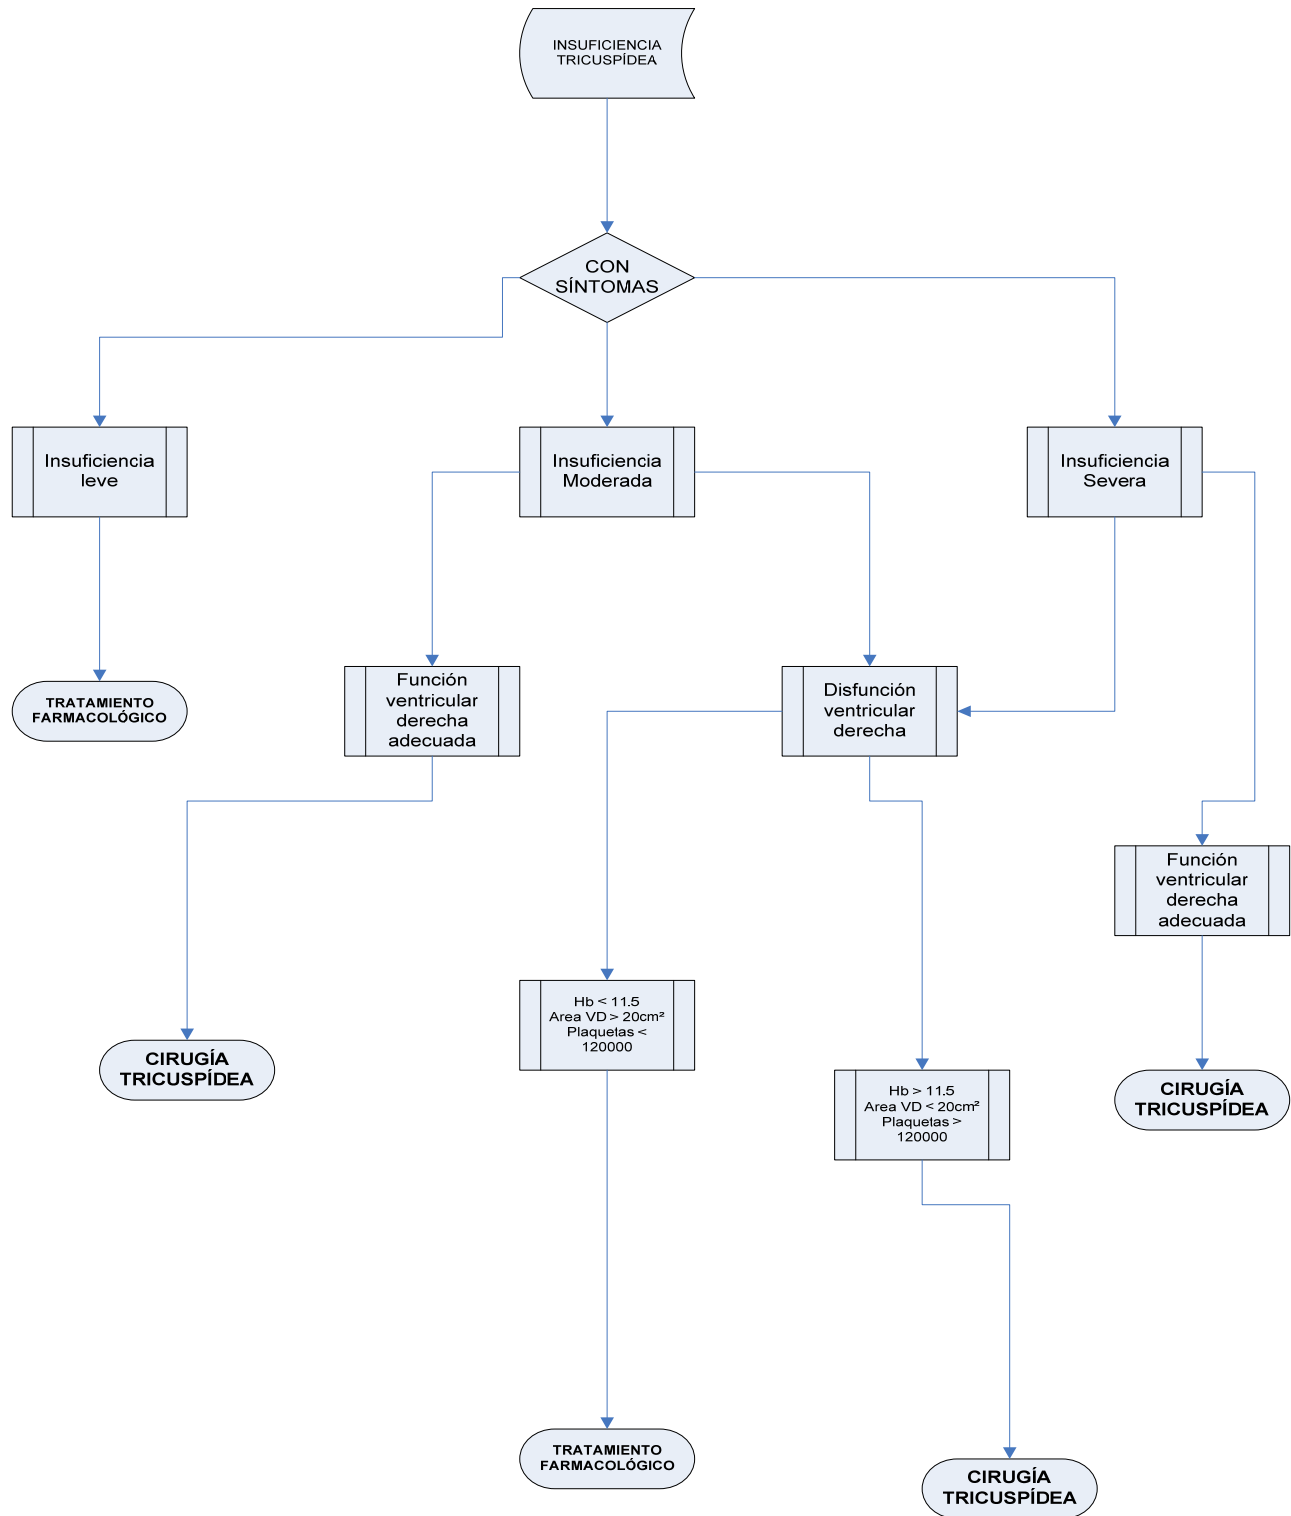 INSUFICIENCIA
TRICUSPÍDEA
CON
SÍNTOMAS
Insuficiencia
leve
Insuficiencia
Moderada
Insuficiencia
Severa
TRATAMIENTO
FARMACOLÓGICO
Función
ventricular
derecha
adecuada
Disfunción
ventricular
derecha
Función
ventricular
derecha
adecuada
Hb < 11.5
Area VD > 20cm²
Plaquetas <
120000
CIRUGÍA
TRICUSPÍDEA
Hb > 11.5
Area VD < 20cm²
Plaquetas >
120000
CIRUGÍA
TRICUSPÍDEA
TRATAMIENTO
FARMACOLÓGICO
CIRUGÍA
TRICUSPÍDEA